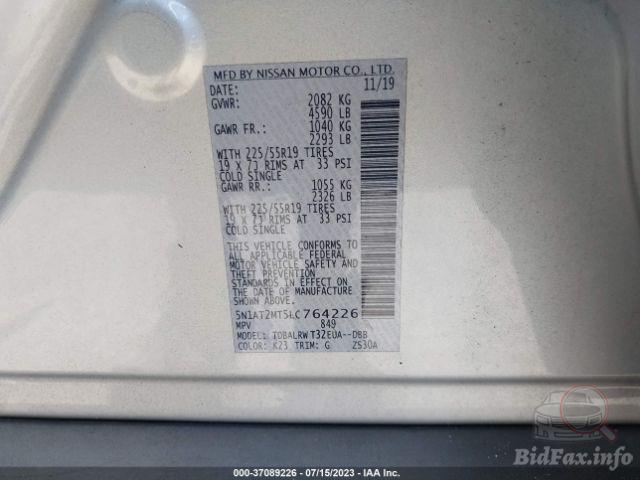 MFD BY NISSAN MOTOR CO., LTD.
DATE: 11/19
GVWR: 2082 KG
4590 LB
GAWR FR.: 1040 KG
2293 LB
WITH 225/55R19 TIRES
19 X 7J RIMS AT 33 PSI
COLD SINGLE
GAWR RR.: 1055 KG
2326 LB
WITH 225/55R19 TIRES
19 X 7J RIMS AT 33 PSI
COLD SINGLE
THIS VEHICLE CONFORMS TO
ALL APPLICABLE FEDERAL
MOTOR VEHICLE SAFETY AND
THEFT PREVENTION
STANDARDS IN EFFECT ON
THE DATE OF MANUFACTURE
ABOVE.
5N1AT2MT5LC764226
MPV 849
MODEL: TDBALRW T32EUA--DBB
COLOR: K23 TRIM: G ZS30A
BidFax.info
000-37089226 - 07/15/2023 - IAA Inc.